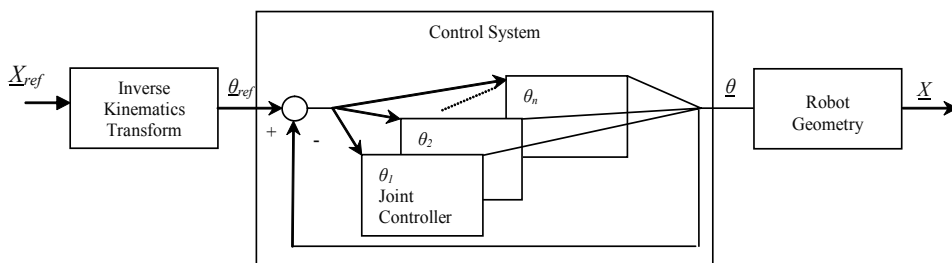 Control System
X_ref
Inverse
Kinematics
Transform
θ_ref
+
-
θ_1
Joint
Controller
θ_2
θ_n
θ
Robot
Geometry
X